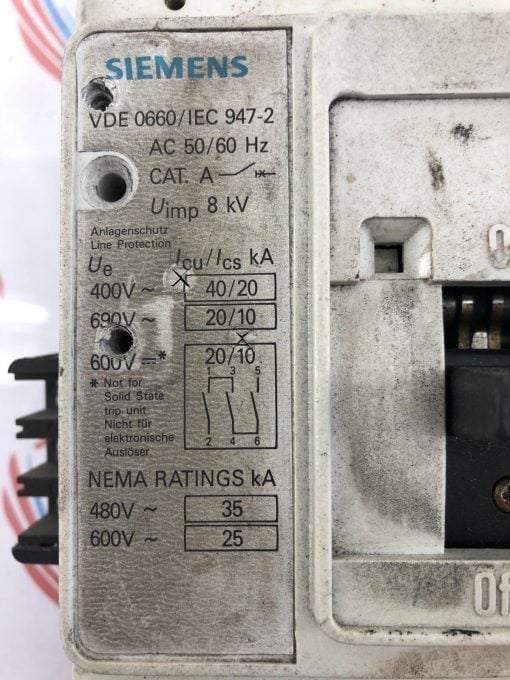 SIEMENS
VDE 0660/IEC 947-2
AC 50/60 Hz
CAT. A
Uimp 8 kV
Anlagenschutz
Line Protection
Ue Icu/Ics kA
400V ~ 40/20
690V ~ 20/10
600V ⎓* 20/10
1 3 5
2 4 6
* Not for
Solid State
trip unit
Nicht für
elektronische
Auslöser
NEMA RATINGS kA
480V ~ 35
600V ~ 25